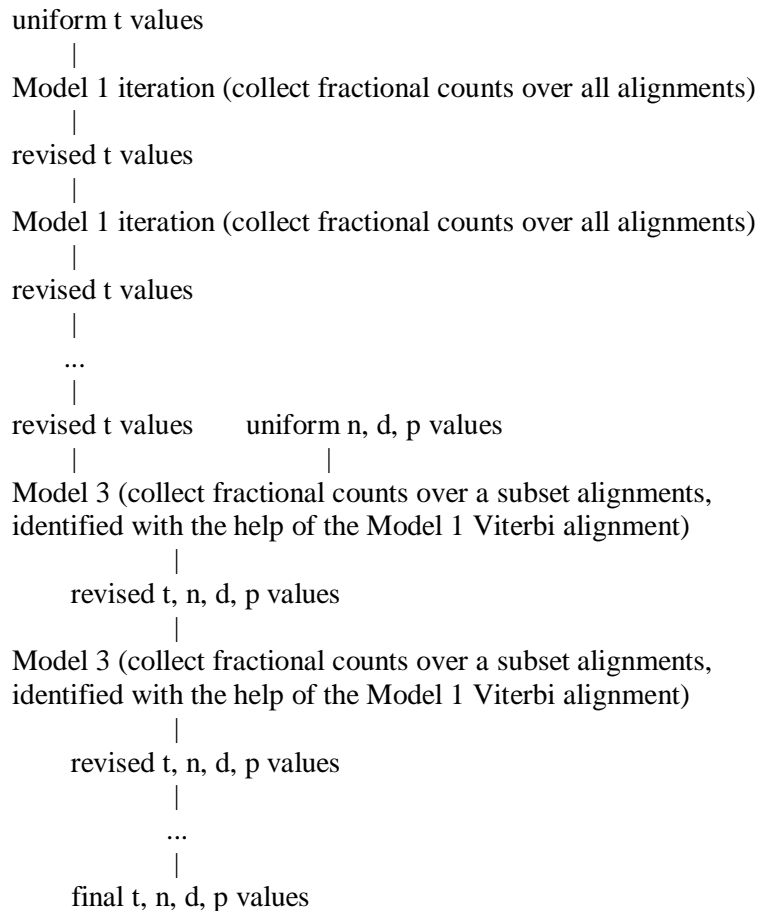 uniform t values
|
Model 1 iteration (collect fractional counts over all alignments)
|
revised t values
|
Model 1 iteration (collect fractional counts over all alignments)
|
revised t values
|
...
|
revised t values uniform n, d, p values
| |
Model 3 (collect fractional counts over a subset alignments,
identified with the help of the Model 1 Viterbi alignment)
|
revised t, n, d, p values
|
Model 3 (collect fractional counts over a subset alignments,
identified with the help of the Model 1 Viterbi alignment)
|
revised t, n, d, p values
|
...
|
final t, n, d, p values